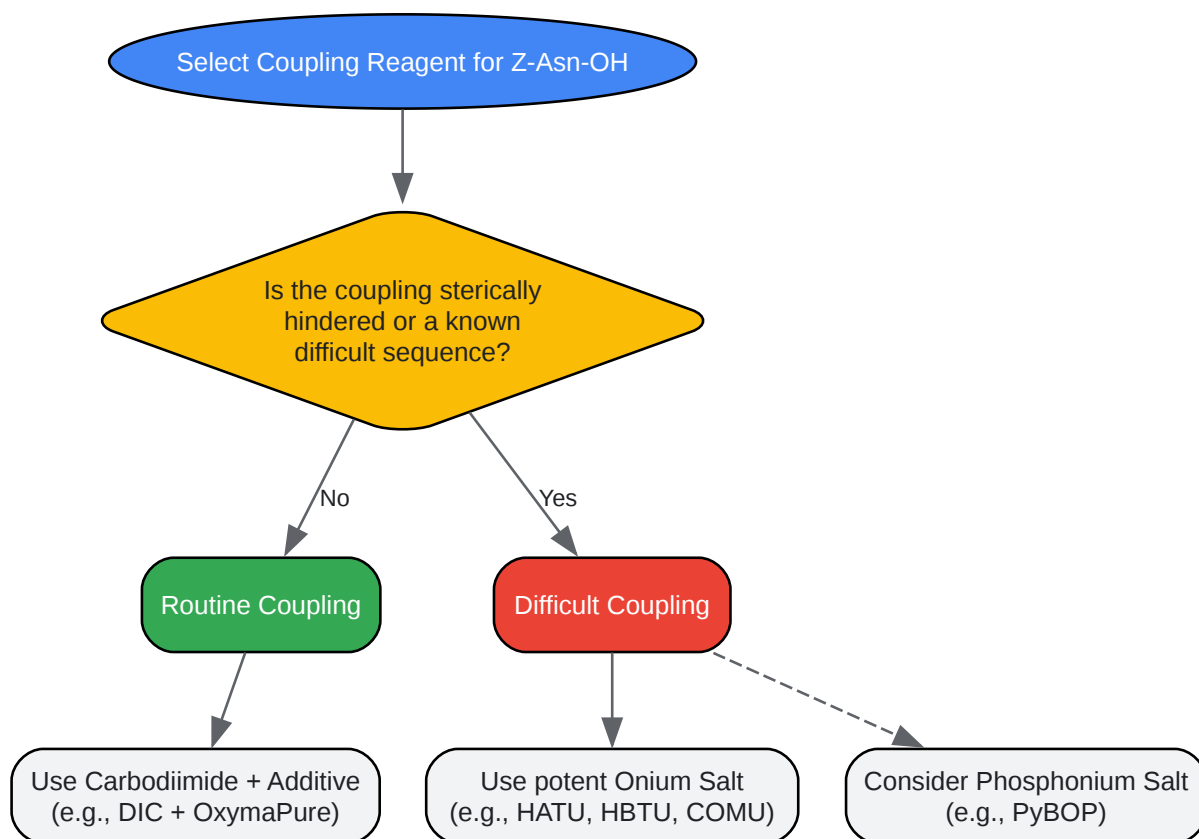 Select Coupling Reagent for Z-Asn-OH
Is the coupling sterically
hindered or a known
difficult sequence?
No
Yes
Routine Coupling
Difficult Coupling
Use Carbodiimide + Additive
(e.g., DIC + OxymaPure)
Use potent Onium Salt
(e.g., HATU, HBTU, COMU)
Consider Phosphonium Salt
(e.g., PyBOP)